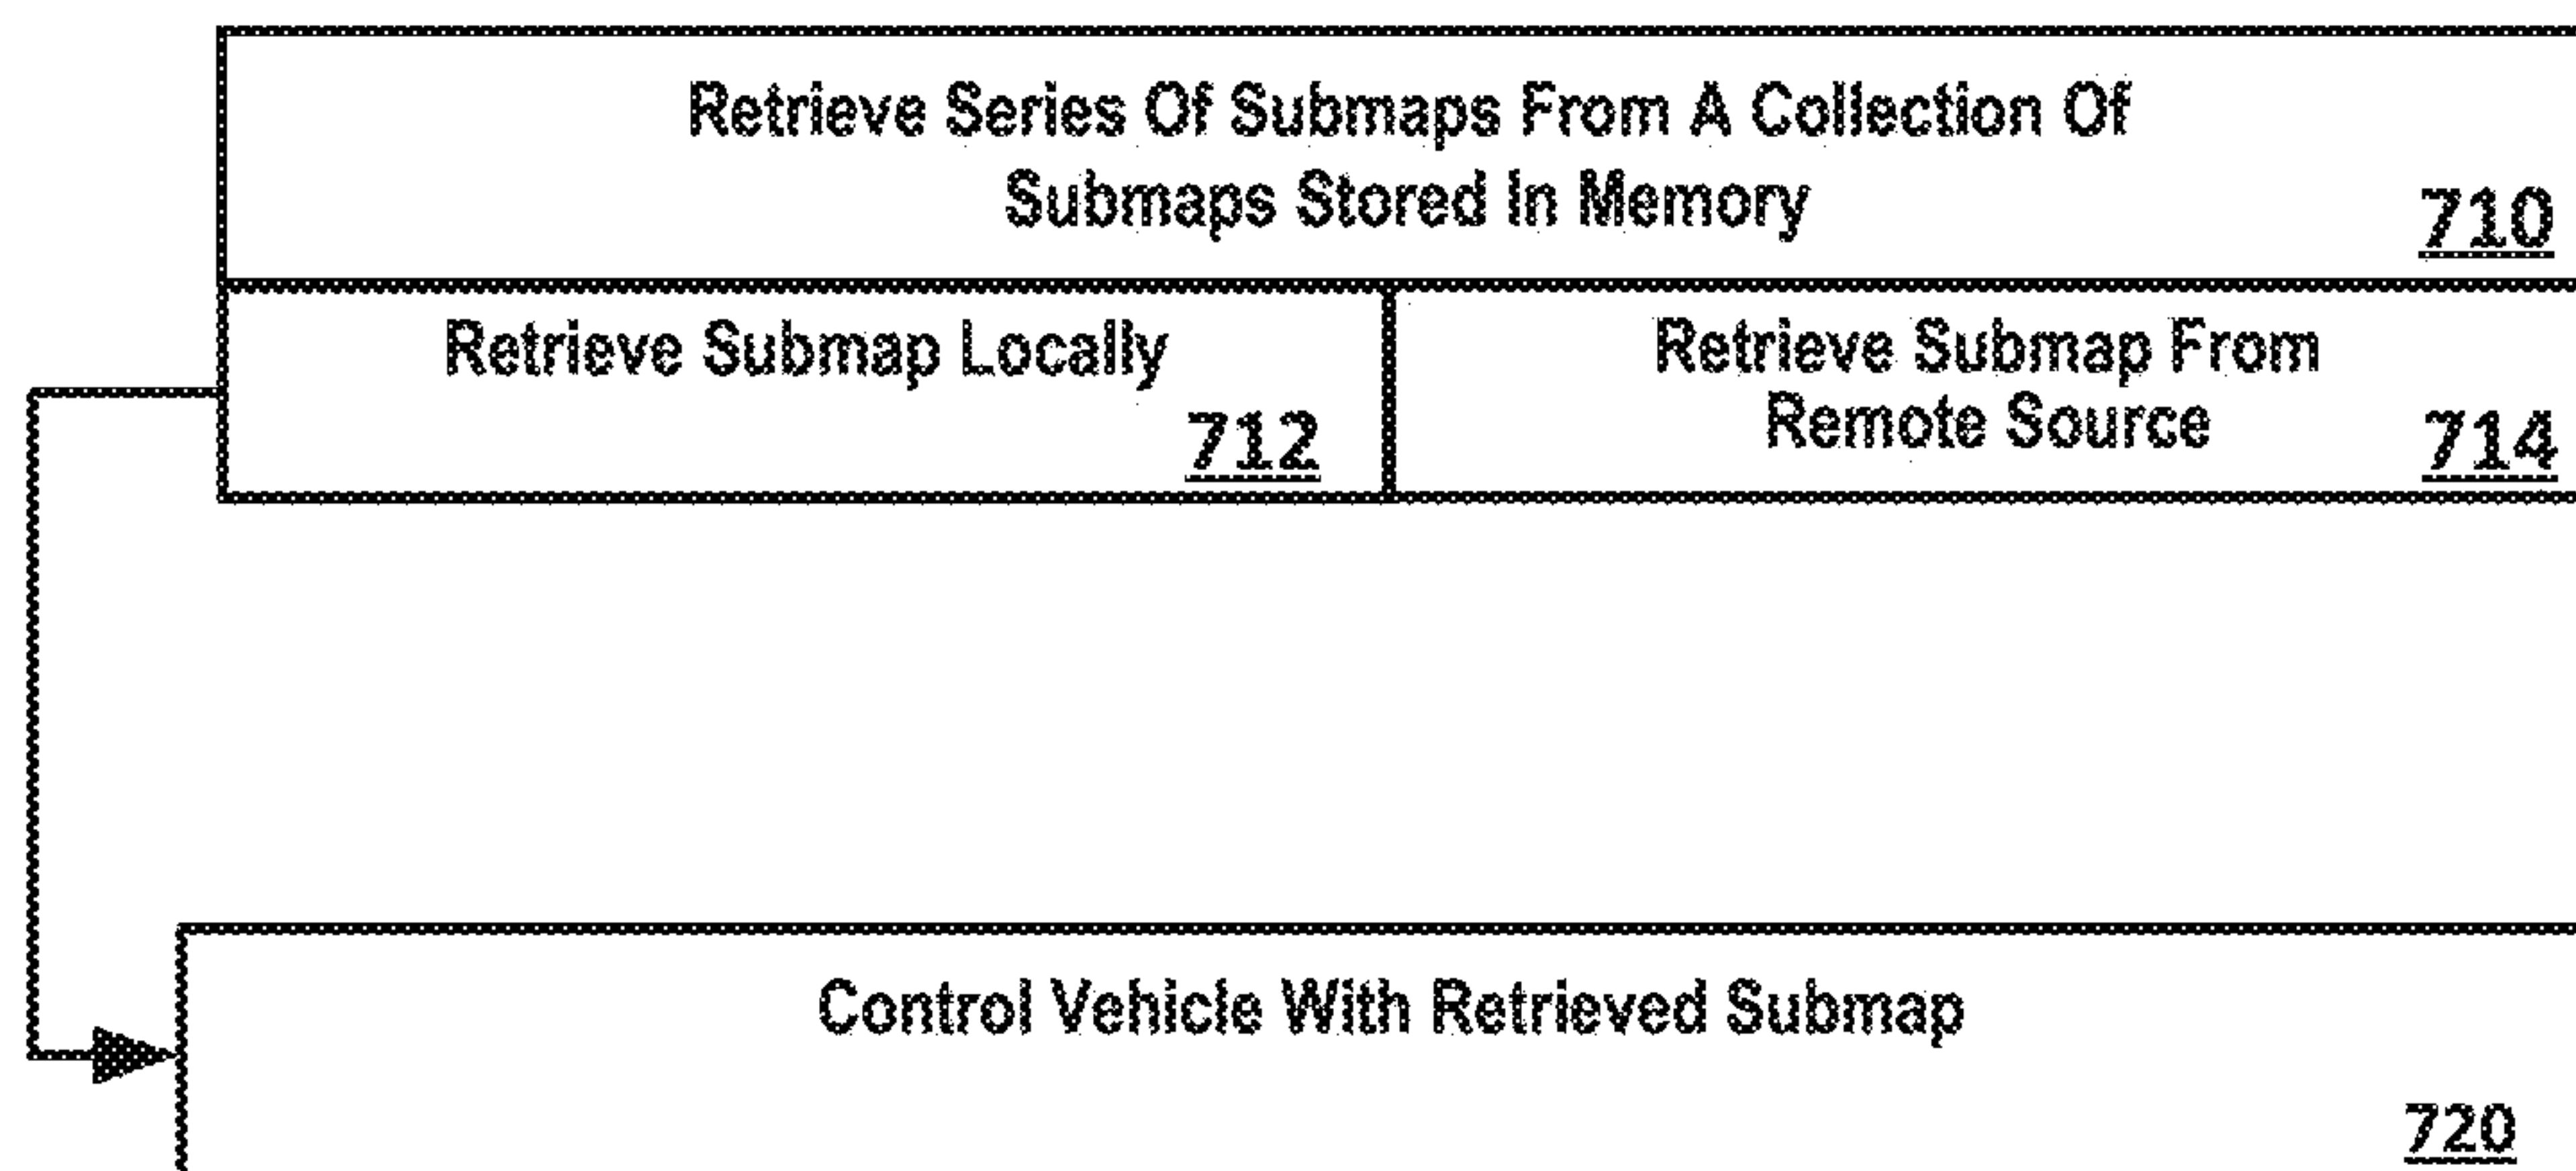 Retrieve Series Of Submaps From A Collection Of
Submaps Stored In Memory
710
Retrieve Submap Locally
712
Retrieve Submap From
Remote Source
714
Control Vehicle With Retrieved Submap
720